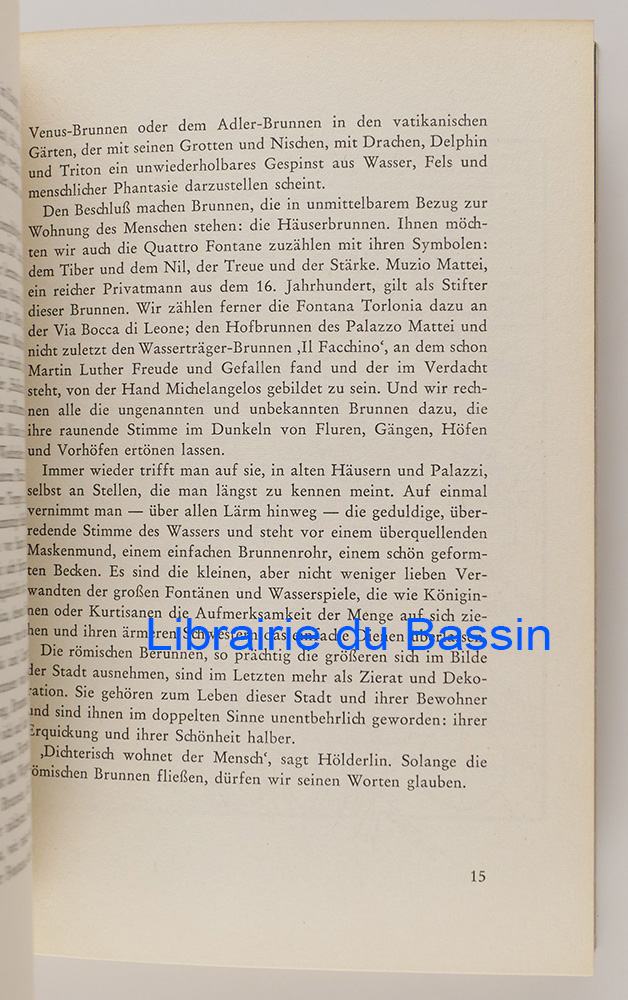 Venus-Brunnen oder dem Adler-Brunnen in den vatikanischen
Gärten, der mit seinen Grotten und Nischen, mit Drachen, Delphin
und Triton ein unwiederholbares Gespinst aus Wasser, Fels und
menschlicher Phantasie darzustellen scheint.
Den Beschluß machen Brunnen, die in unmittelbarem Bezug zur
Wohnung des Menschen stehen: die Häuserbrunnen. Ihnen möch-
ten wir auch die Quattro Fontane zuzählen mit ihren Symbolen:
dem Tiber und dem Nil, der Treue und der Stärke. Muzio Mattei,
ein reicher Privatmann aus dem 16. Jahrhundert, gilt als Stifter
dieser Brunnen. Wir zählen ferner die Fontana Torlonia dazu an
der Via Bocca di Leone; den Hofbrunnen des Palazzo Mattei und
nicht zuletzt den Wasserträger-Brunnen ‚Il Facchino‘, an dem schon
Martin Luther Freude und Gefallen fand und der im Verdacht
steht, von der Hand Michelangelos gebildet zu sein. Und wir rech-
nen alle die ungenannten und unbekannten Brunnen dazu, die
ihre raunende Stimme im Dunkeln von Fluren, Gängen, Höfen
und Vorhöfen ertönen lassen.
Immer wieder trifft man auf sie, in alten Häusern und Palazzi,
selbst an Stellen, die man längst zu kennen meint. Auf einmal
vernimmt man — über allen Lärm hinweg — die geduldige, über-
redende Stimme des Wassers und steht vor einem überquellenden
Maskenmund, einem einfachen Brunnenrohr, einem schön geform-
ten Becken. Es sind die kleinen, aber nicht weniger lieben Ver-
wandten der großen Fontänen und Wasserspiele, die wie Königin-
nen oder Kurtisanen die Aufmerksamkeit der Menge auf sich zie-
hen und ihren ärmeren Schwestern das einfache Dienen überlassen.
Librairie du Bassin
Die römischen Berunnen, so prächtig die größeren sich im Bilde
der Stadt ausnehmen, sind im Letzten mehr als Zierat und Deko-
ration. Sie gehören zum Leben dieser Stadt und ihrer Bewohner
und sind ihnen im doppelten Sinne unentbehrlich geworden: ihrer
Erquickung und ihrer Schönheit halber.
‚Dichterisch wohnet der Mensch‘, sagt Hölderlin. Solange die
römischen Brunnen fließen, dürfen wir seinen Worten glauben.
15